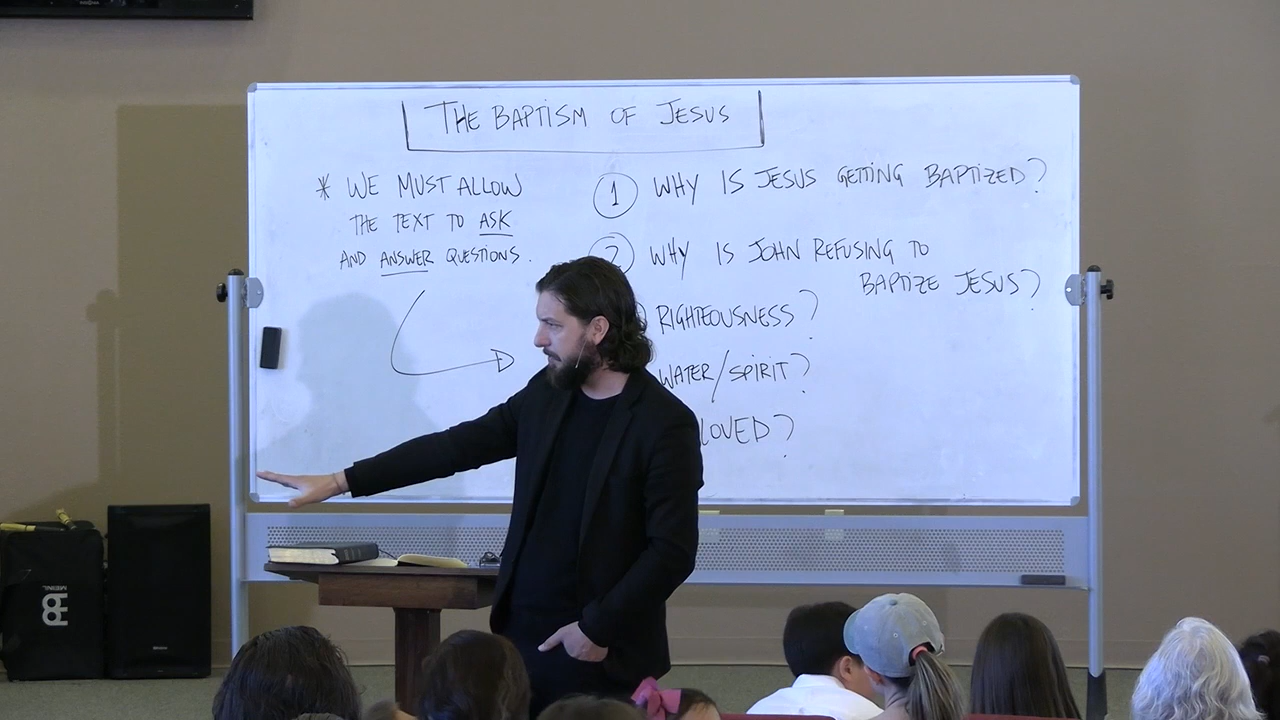 THE BAPTISM OF JESUS
* WE MUST ALLOW
THE TEXT TO ASK
AND ANSWER QUESTIONS.
1 WHY IS JESUS GETTING BAPTIZED?
2 WHY IS JOHN REFUSING TO
BAPTIZE JESUS?
RIGHTEOUSNESS?
WATER/SPIRIT?
LOVED?
MEINL